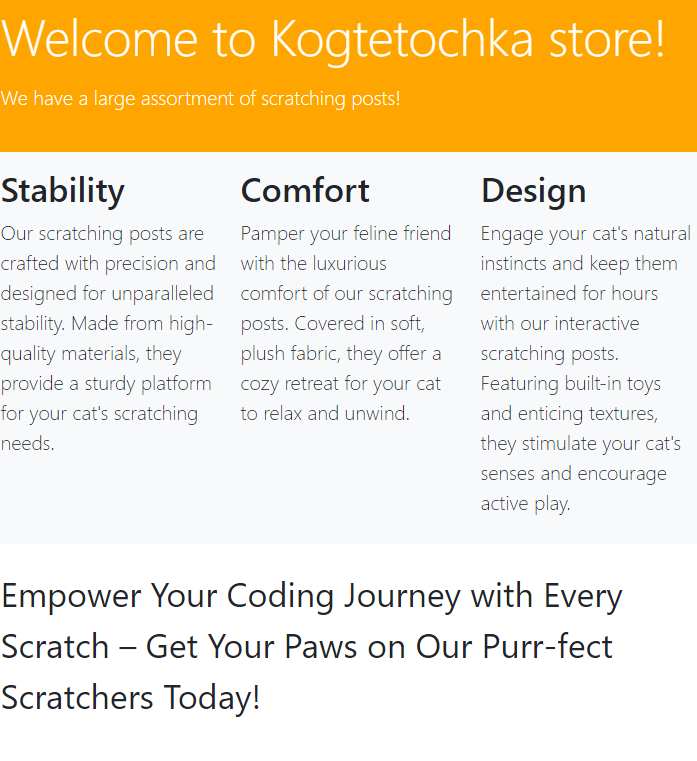 Welcome to Kogtetochka store!
We have a large assortment of scratching posts!
Stability
Our scratching posts are
crafted with precision and
designed for unparalleled
stability. Made from high-
quality materials, they
provide a sturdy platform
for your cat's scratching
needs.
Comfort
Pamper your feline friend
with the luxurious
comfort of our scratching
posts. Covered in soft,
plush fabric, they offer a
cozy retreat for your cat
to relax and unwind.
Design
Engage your cat's natural
instincts and keep them
entertained for hours
with our interactive
scratching posts.
Featuring built-in toys
and enticing textures,
they stimulate your cat's
senses and encourage
active play.
Empower Your Coding Journey with Every
Scratch – Get Your Paws on Our Purr-fect
Scratchers Today!